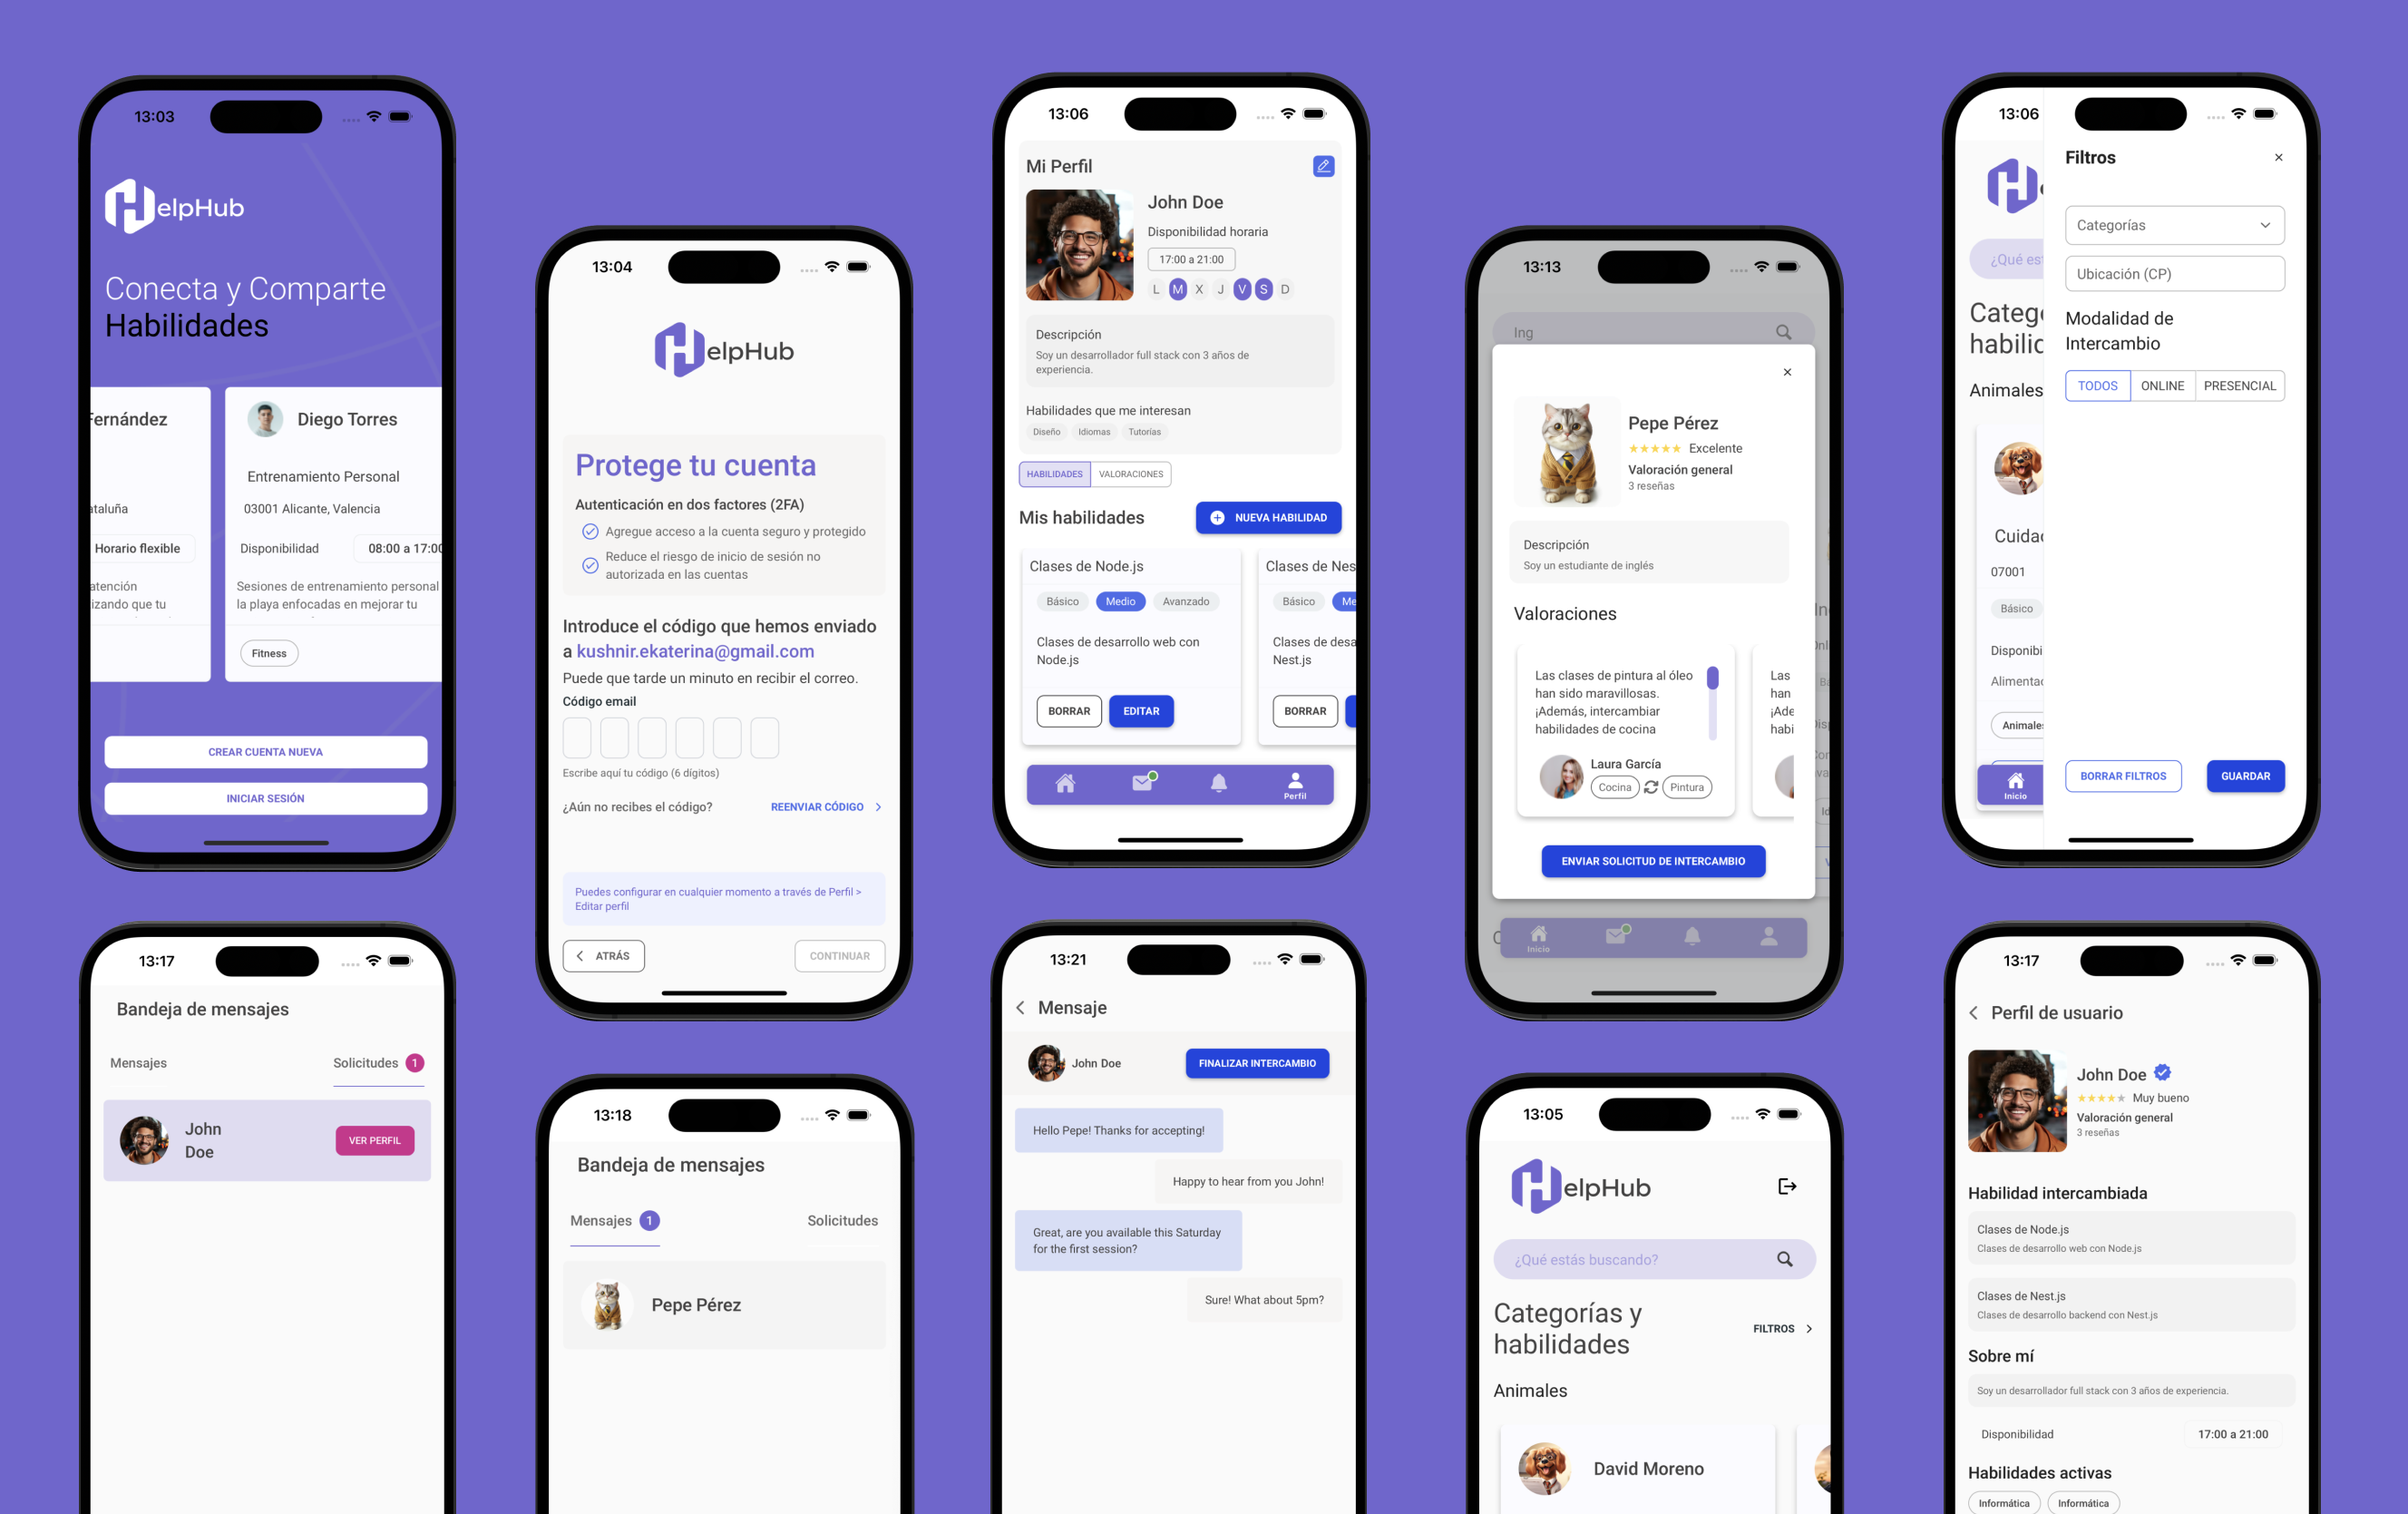 13:03
HelpHub
Conecta y Comparte
Habilidades
Fernández
ataluña
Horario flexible
atención
izando que tu
Diego Torres
Entrenamiento Personal
03001 Alicante, Valencia
Disponibilidad
08:00 a 17:00
Sesiones de entrenamiento personal
la playa enfocadas en mejorar tu
Fitness
CREAR CUENTA NUEVA
INICIAR SESIÓN
13:04
HelpHub
Protege tu cuenta
Autenticación en dos factores (2FA)
Agregue acceso a la cuenta seguro y protegido
Reduce el riesgo de inicio de sesión no
autorizada en las cuentas
Introduce el código que hemos enviado
a kushnir.ekaterina@gmail.com
Puede que tarde un minuto en recibir el correo.
Código email
Escribe aquí tu código (6 dígitos)
¿Aún no recibes el código?
REENVIAR CÓDIGO
Puedes configurar en cualquier momento a través de Perfil >
Editar perfil
ATRÁS
CONTINUAR
13:06
Mi Perfil
John Doe
Disponibilidad horaria
17:00 a 21:00
L M X J V S D
Descripción
Soy un desarrollador full stack con 3 años de
experiencia.
Habilidades que me interesan
Diseño Idiomas Tutorías
HABILIDADES VALORACIONES
Mis habilidades
NUEVA HABILIDAD
Clases de Node.js
Básico Medio Avanzado
Clases de desarrollo web con
Node.js
BORRAR EDITAR
Clases de Nes
Básico Me
Clases de desa
Nest.js
BORRAR
Perfil
13:13
Ing
Pepe Pérez
Excelente
Valoración general
3 reseñas
Descripción
Soy un estudiante de inglés
Valoraciones
Las clases de pintura al óleo
han sido maravillosas.
¡Además, intercambiar
habilidades de cocina
Laura García
Cocina Pintura
Las
han
¡Ade
habi
ENVIAR SOLICITUD DE INTERCAMBIO
Inicio
13:06
¿Qué es
Catego
habilid
Animales
Cuidad
07001
Básico
Disponibi
Alimentac
Animale
Inicio
Filtros
Categorías
Ubicación (CP)
Modalidad de
Intercambio
TODOS ONLINE PRESENCIAL
BORRAR FILTROS
GUARDAR
13:17
Bandeja de mensajes
Mensajes
Solicitudes 1
John
Doe
VER PERFIL
13:18
Bandeja de mensajes
Mensajes 1
Solicitudes
Pepe Pérez
13:21
Mensaje
John Doe
FINALIZAR INTERCAMBIO
Hello Pepe! Thanks for accepting!
Happy to hear from you John!
Great, are you available this Saturday
for the first session?
Sure! What about 5pm?
13:05
HelpHub
¿Qué estás buscando?
Categorías y
habilidades
FILTROS
Animales
David Moreno
13:17
Perfil de usuario
John Doe
Muy bueno
Valoración general
3 reseñas
Habilidad intercambiada
Clases de Node.js
Clases de desarrollo web con Node.js
Clases de Nest.js
Clases de desarrollo backend con Nest.js
Sobre mí
Soy un desarrollador full stack con 3 años de experiencia.
Disponibilidad
17:00 a 21:00
Habilidades activas
Informática Informática